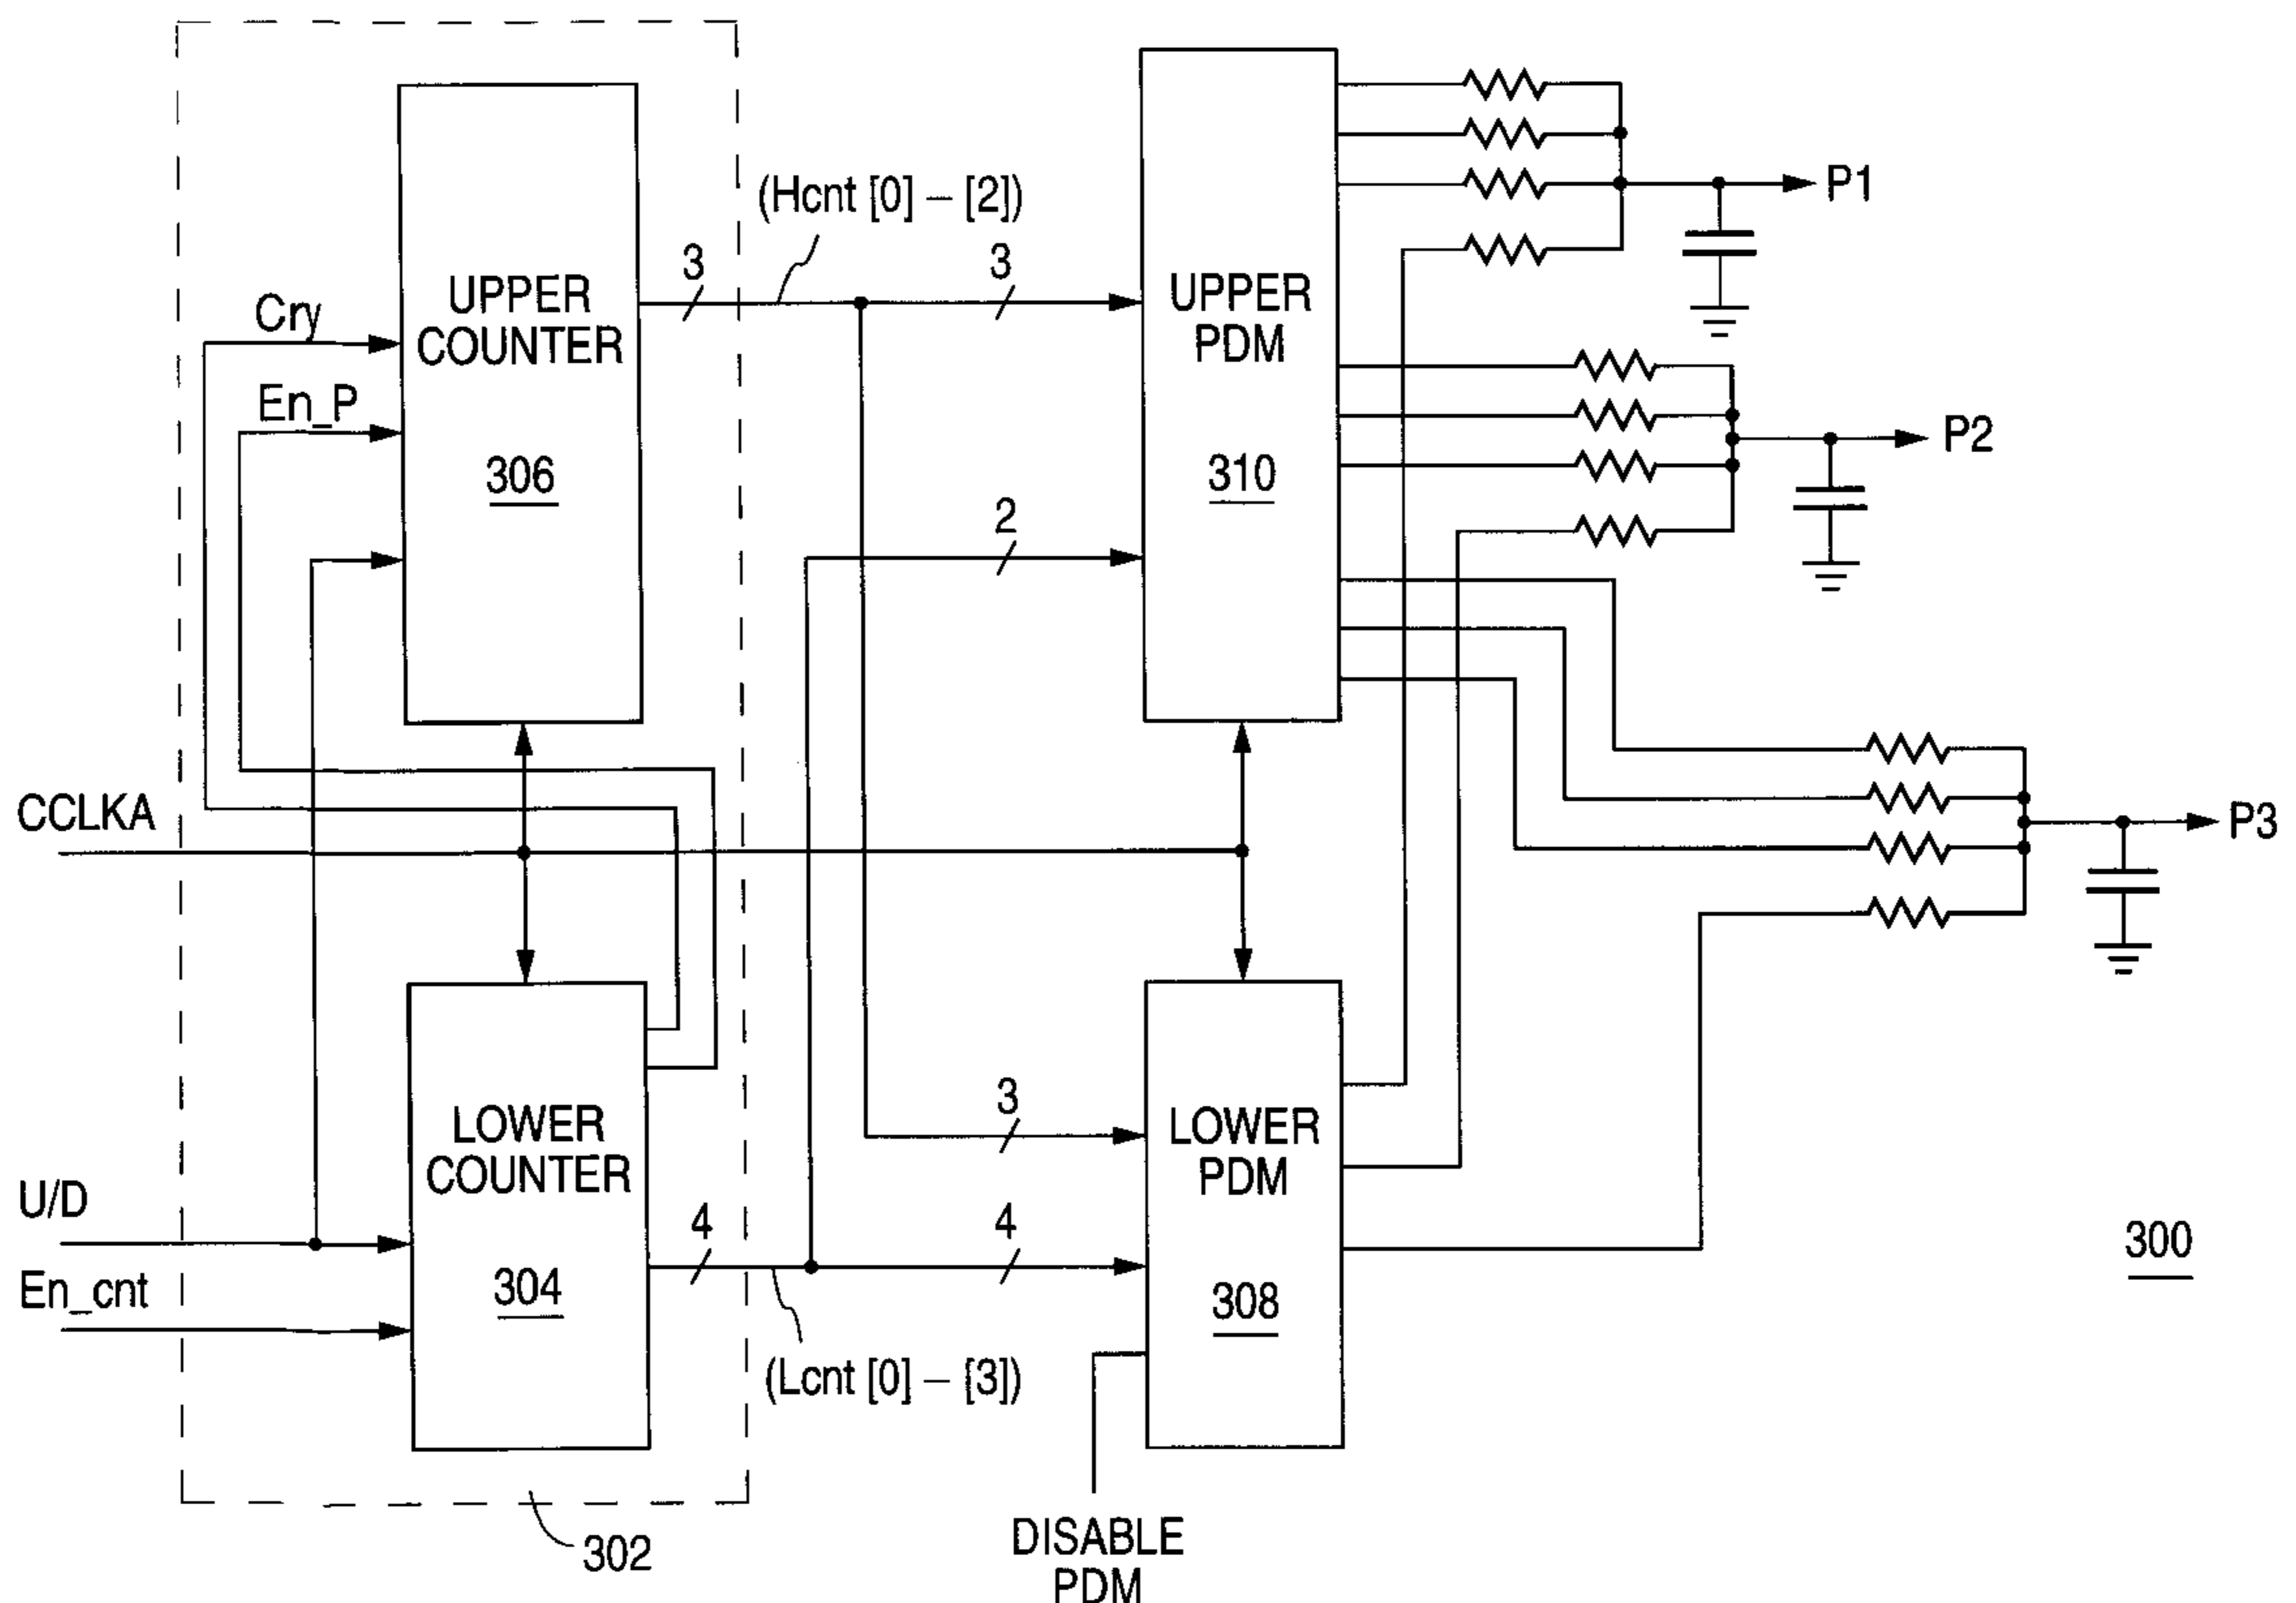 UPPER
COUNTER
306
Cry
En_P
3
(Hcnt [0] – [2])
3
2
UPPER
PDM
310
P1
P2
P3
CCLKA
U/D
En_cnt
LOWER
COUNTER
304
4
(Lcnt [0] – [3])
3
4
LOWER
PDM
308
DISABLE
PDM
302
300